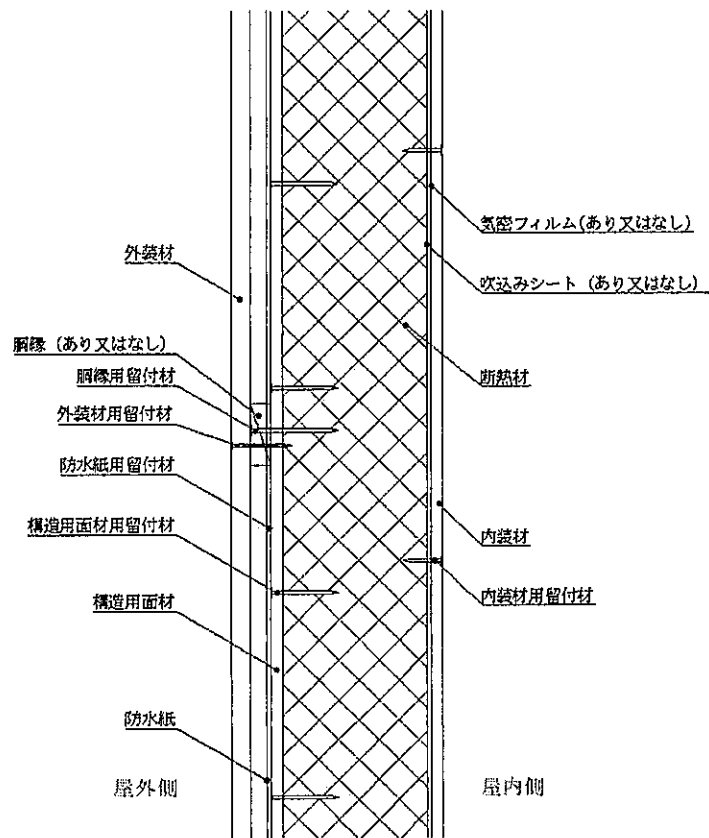 気密フィルム(あり又はなし)
外装材
吹込みシート (あり又はなし)
胴縁 (あり又はなし)
胴縁用留付材
断熱材
外装材用留付材
防水紙用留付材
構造用面材用留付材
内装材
構造用面材
内装材用留付材
防水紙
屋外側
屋内側